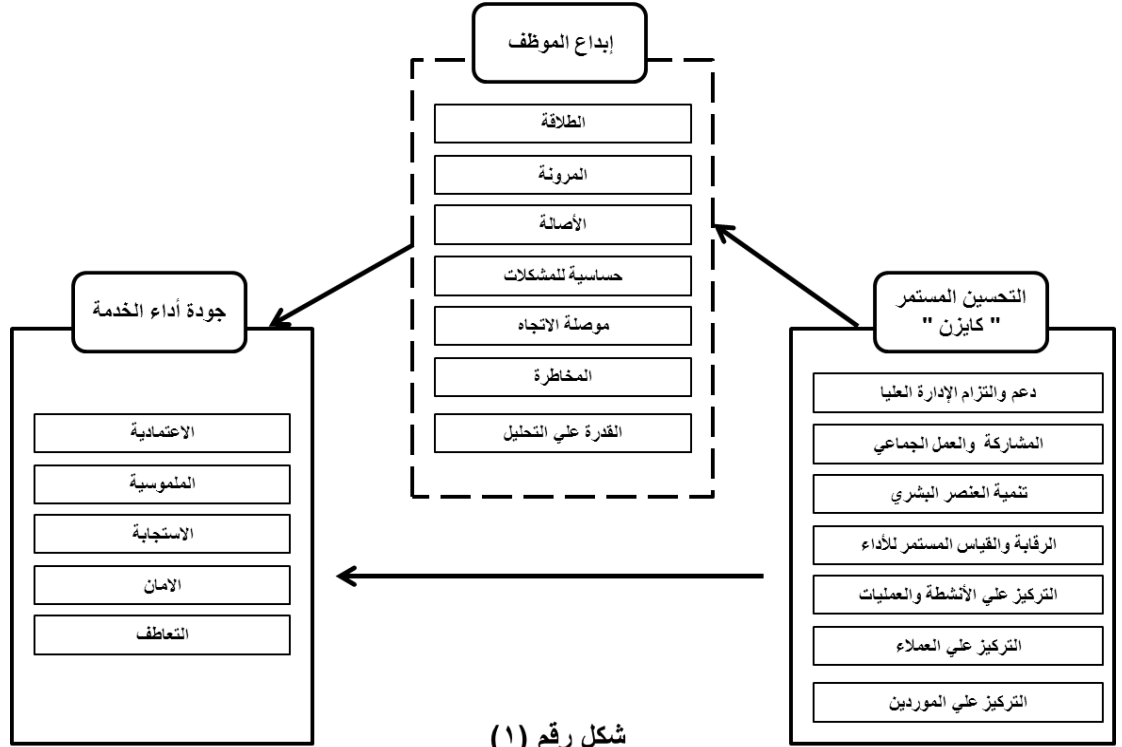 إبداع الموظف
الطلاقة
المرونة
الأصالة
حساسية للمشكلات
موصلة الاتجاه
المخاطرة
القدرة علي التحليل
التحسين المستمر
" كايزن "
دعم والتزام الإدارة العليا
المشاركة والعمل الجماعي
تنمية العنصر البشري
الرقابة والقياس المستمر للأداء
التركيز علي الأنشطة والعمليات
التركيز علي العملاء
التركيز علي الموردين
جودة أداء الخدمة
الاعتمادية
الملموسية
الاستجابة
الامان
التعاطف
شكل رقم (١)